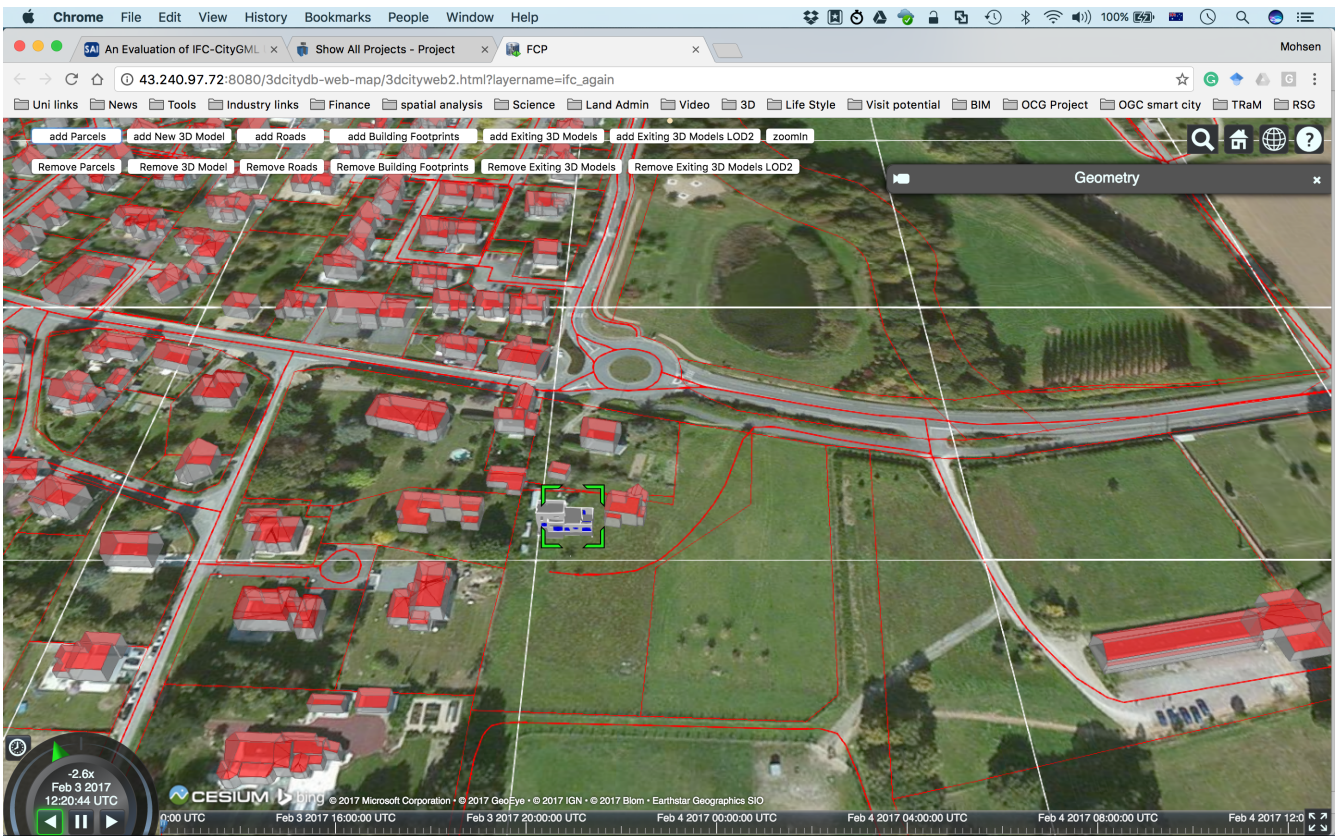 Chrome File Edit View History Bookmarks People Window Help 100%
SAI An Evaluation of IFC-CityGML × Show All Projects - Project × FCP × Mohsen
43.240.97.72:8080/3dcitydb-web-map/3dcityweb2.html?layername=ifc_again
Uni links News Tools Industry links Finance spatial analysis Science Land Admin Video 3D Life Style Visit potential BIM OCG Project OGC smart city TRaM RSG
add Parcels add New 3D Model add Roads add Building Footprints add Exiting 3D Models add Exiting 3D Models LOD2 zoomIn
Remove Parcels Remove 3D Model Remove Roads Remove Building Footprints Remove Exiting 3D Models Remove Exiting 3D Models LOD2
Geometry ×
-2.6x
Feb 3 2017
12:20:44 UTC
CESIUM bing © 2017 Microsoft Corporation • © 2017 GeoEye • © 2017 IGN • © 2017 Blom • Earthstar Geographics SIO
0:00 UTC Feb 3 2017 16:00:00 UTC Feb 3 2017 20:00:00 UTC Feb 4 2017 00:00:00 UTC Feb 4 2017 04:00:00 UTC Feb 4 2017 08:00:00 UTC Feb 4 2017 12:0